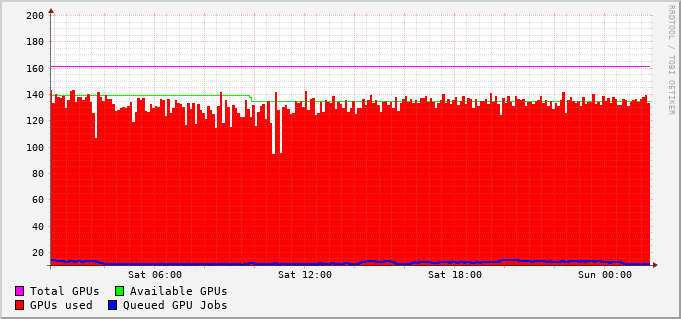 200
180
160
140
120
100
80
60
40
20
Sat 06:00 Sat 12:00 Sat 18:00 Sun 00:00
Total GPUs Available GPUs
GPUs used Queued GPU Jobs
RRDTOOL / TOBI OETIKER